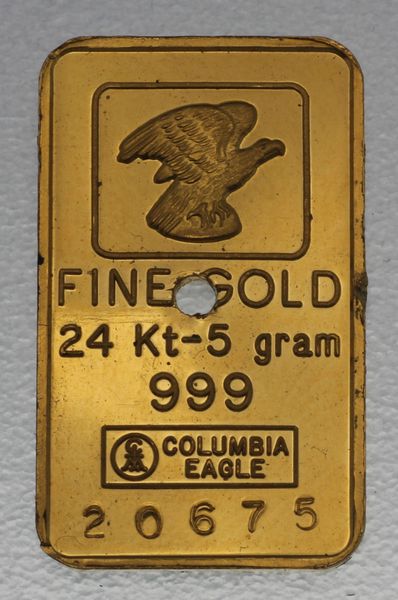 FINE GOLD
24 Kt-5 gram
999
COLUMBIA
EAGLE
20675